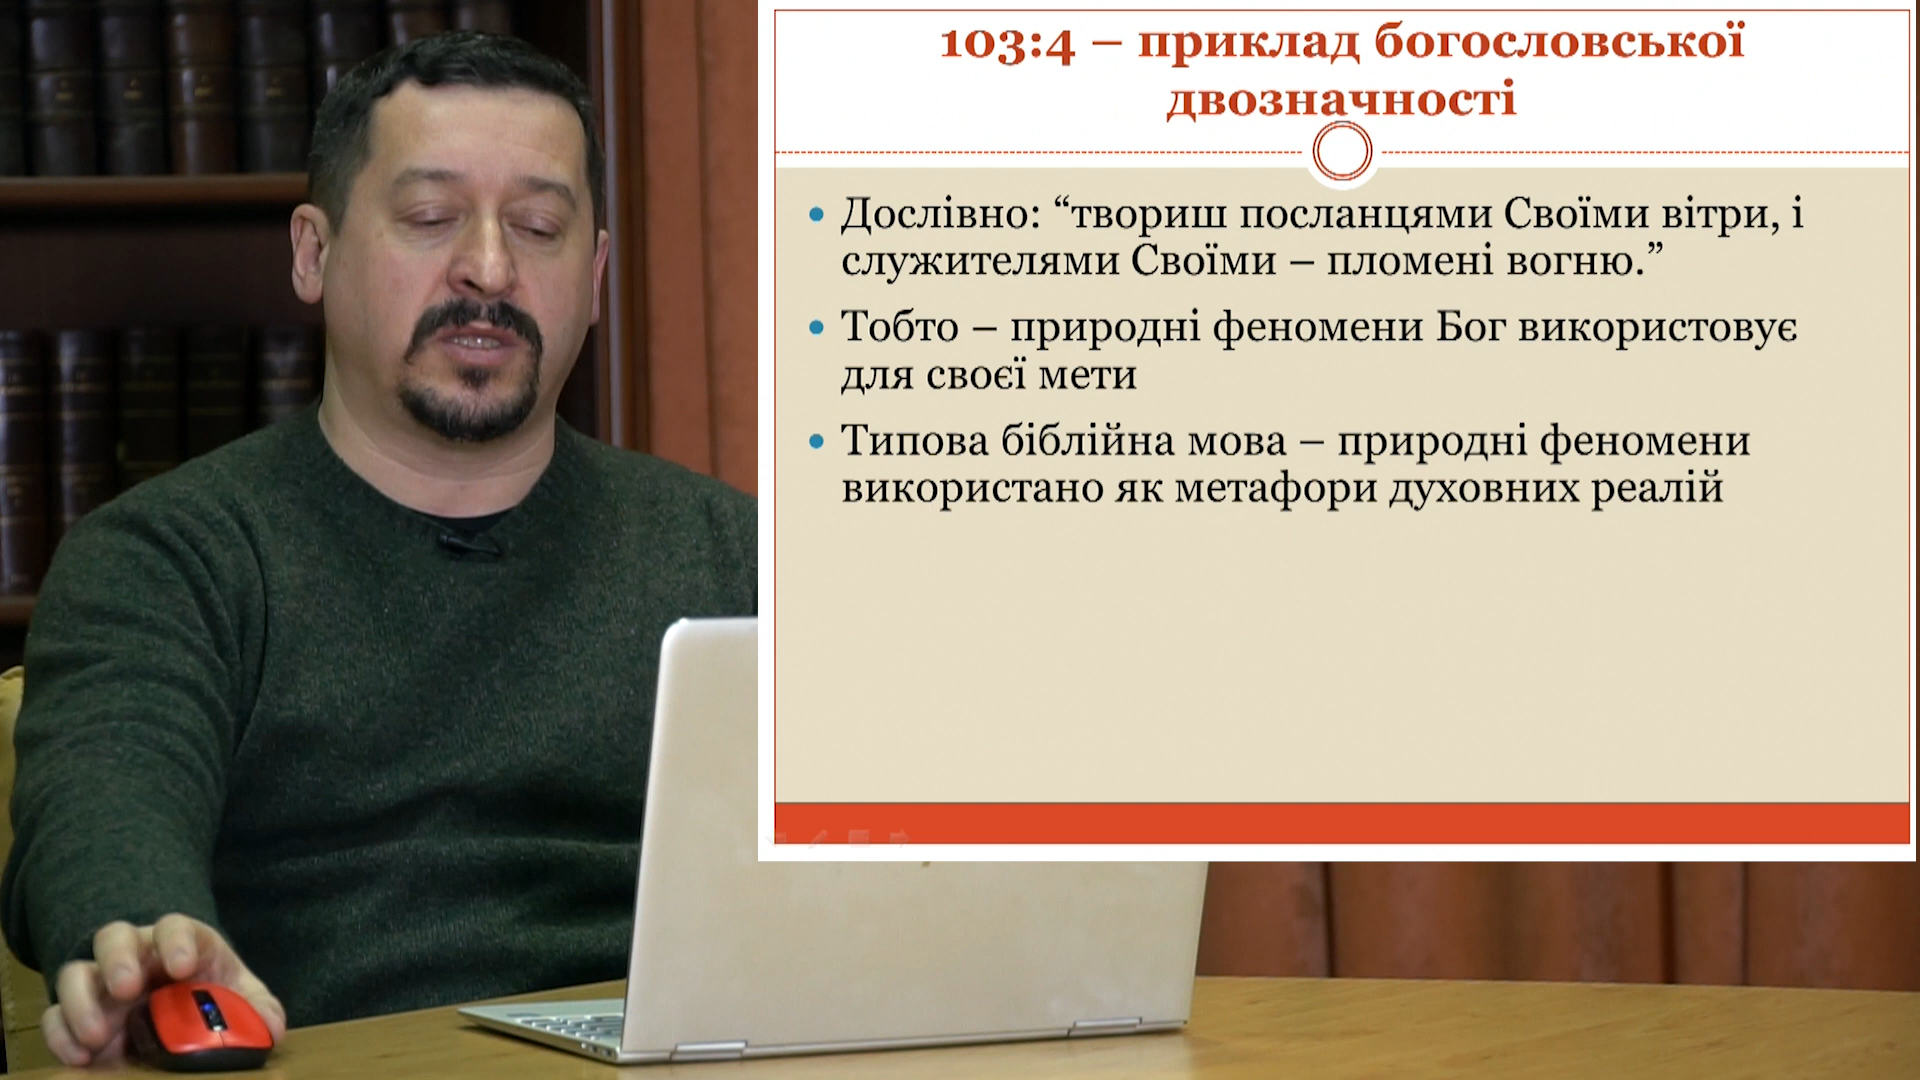 103:4 – приклад богословської
двозначності
Дослівно: “твориш посланцями Своїми вітри, і
служителями Своїми – пломені вогню.”
Тобто – природні феномени Бог використовує
для своєї мети
Типова біблійна мова – природні феномени
використано як метафори духовних реалій